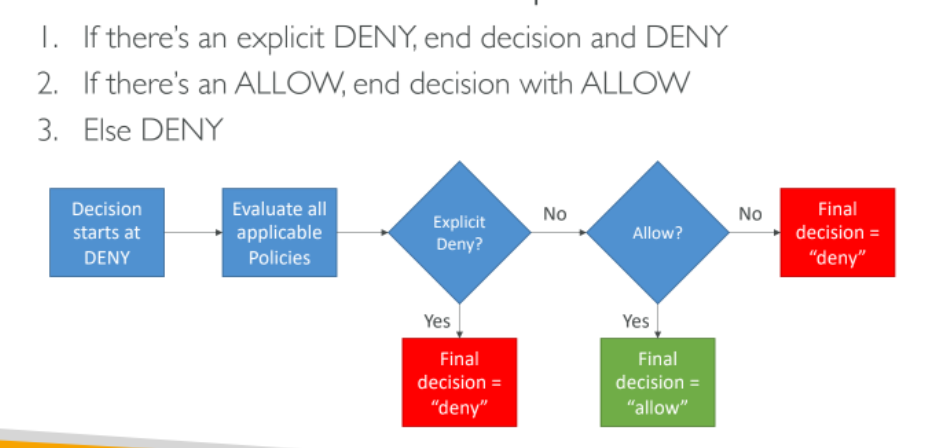 1. If there's an explicit DENY, end decision and DENY
2. If there's an ALLOW, end decision with ALLOW
3. Else DENY
Decision
starts at
DENY
Evaluate all
applicable
Policies
Explicit
Deny?
No
Allow?
No
Final
decision =
"deny"
Yes
Final
decision =
"deny"
Yes
Final
decision =
"allow"